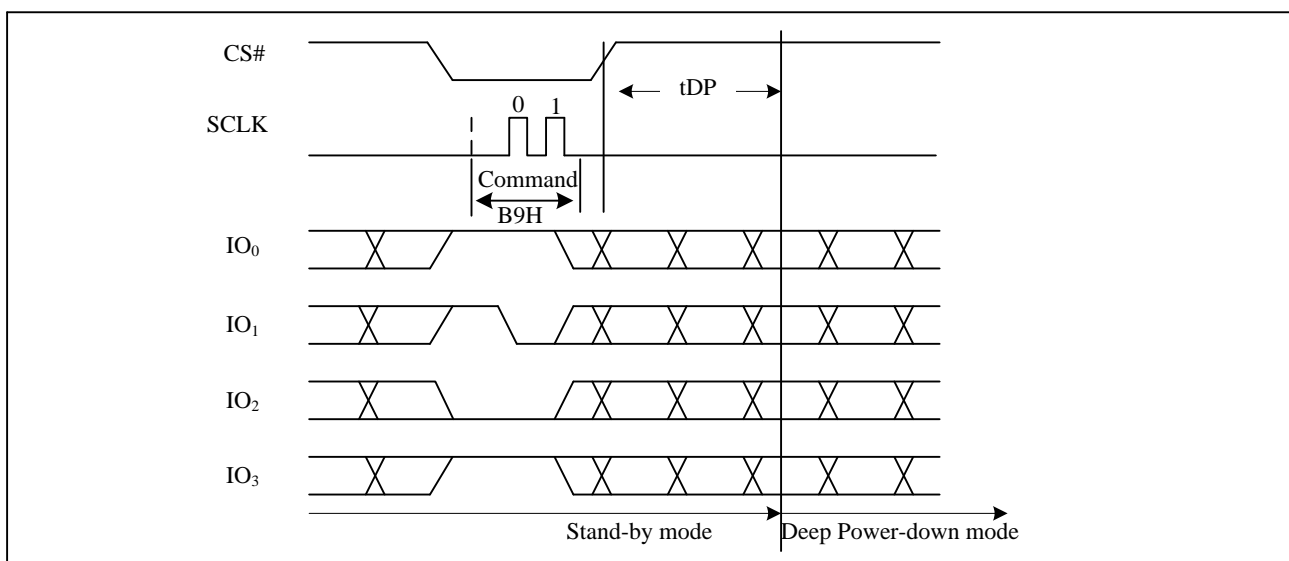 CS#
tDP
0 1
SCLK
Command
B9H
IO0
IO1
IO2
IO3
Stand-by mode Deep Power-down mode